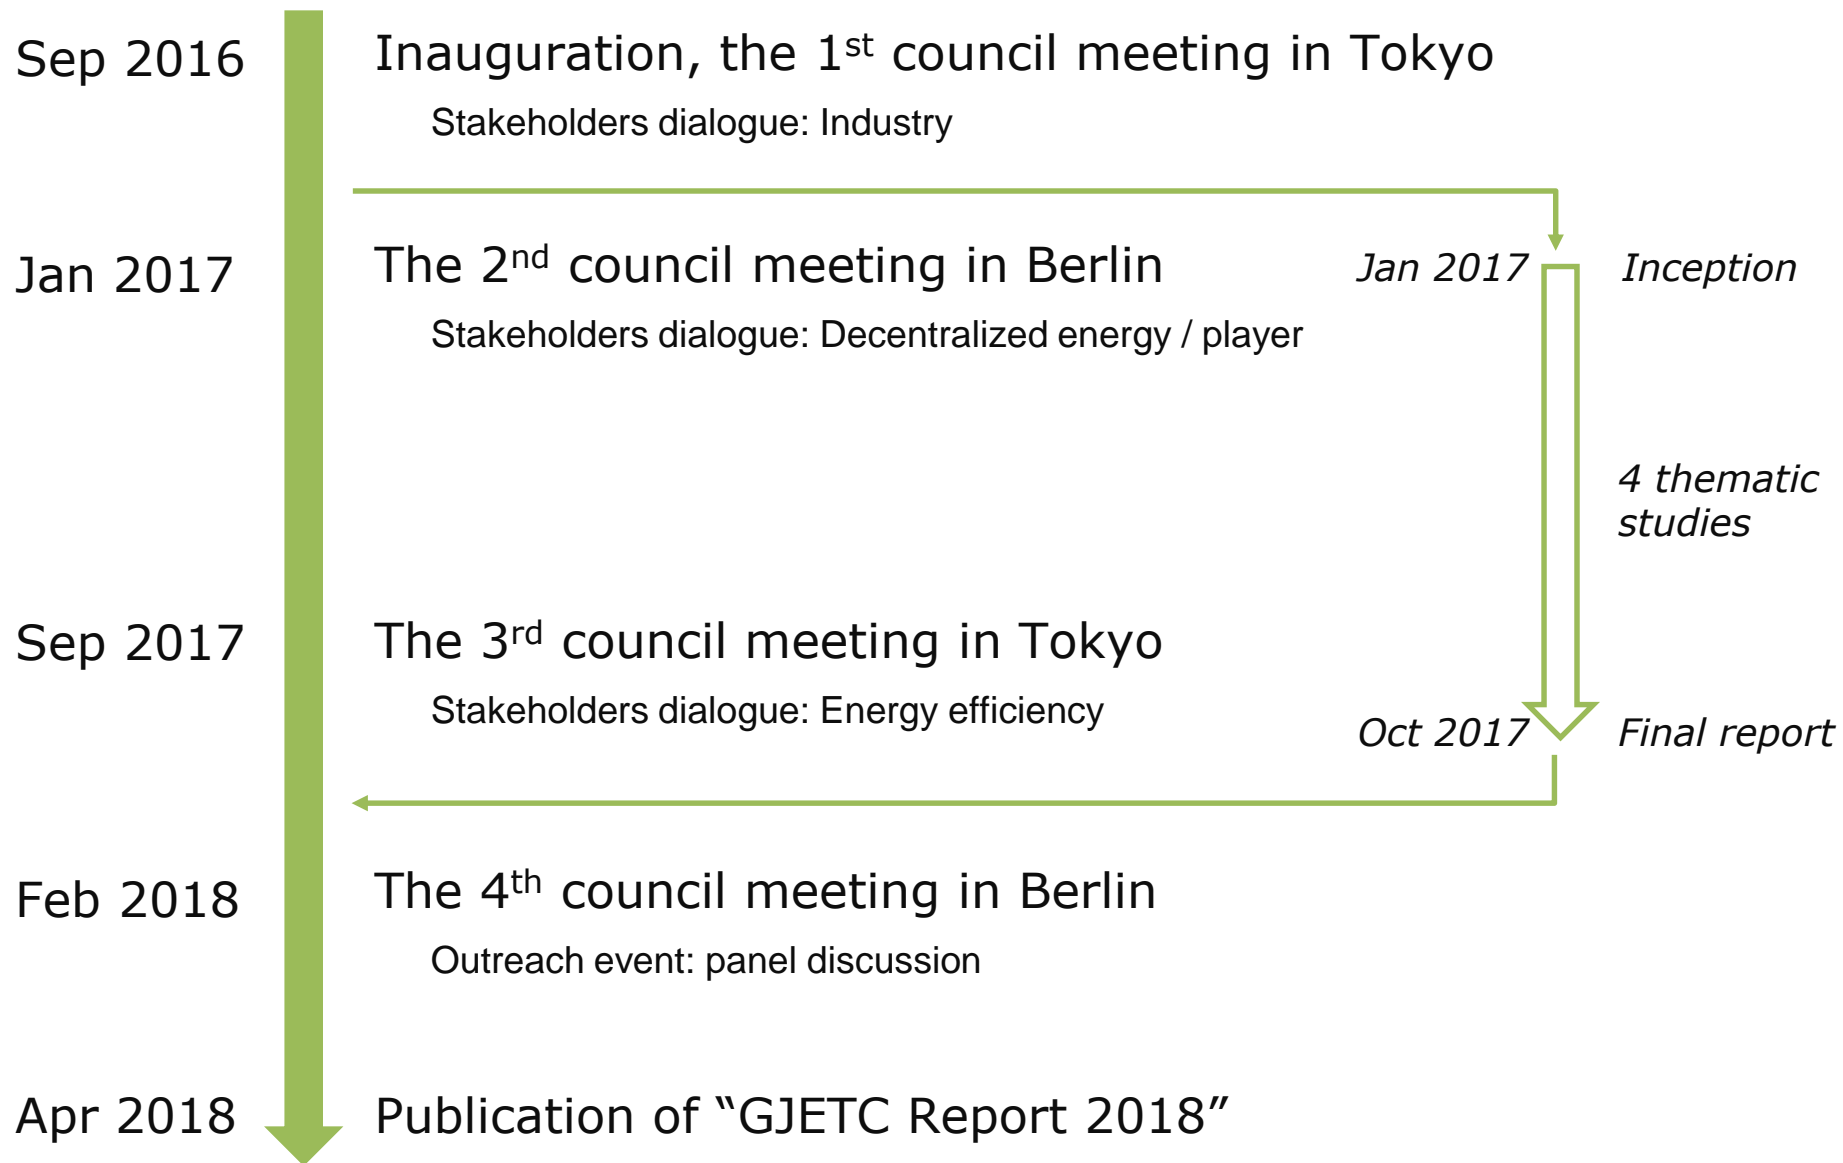 Sep 2016
Inauguration, the 1st council meeting in Tokyo
Stakeholders dialogue: Industry
Jan 2017
The 2nd council meeting in Berlin
Stakeholders dialogue: Decentralized energy / player
Jan 2017
Inception
4 thematic
studies
Sep 2017
The 3rd council meeting in Tokyo
Stakeholders dialogue: Energy efficiency
Oct 2017
Final report
Feb 2018
The 4th council meeting in Berlin
Outreach event: panel discussion
Apr 2018
Publication of “GJETC Report 2018”